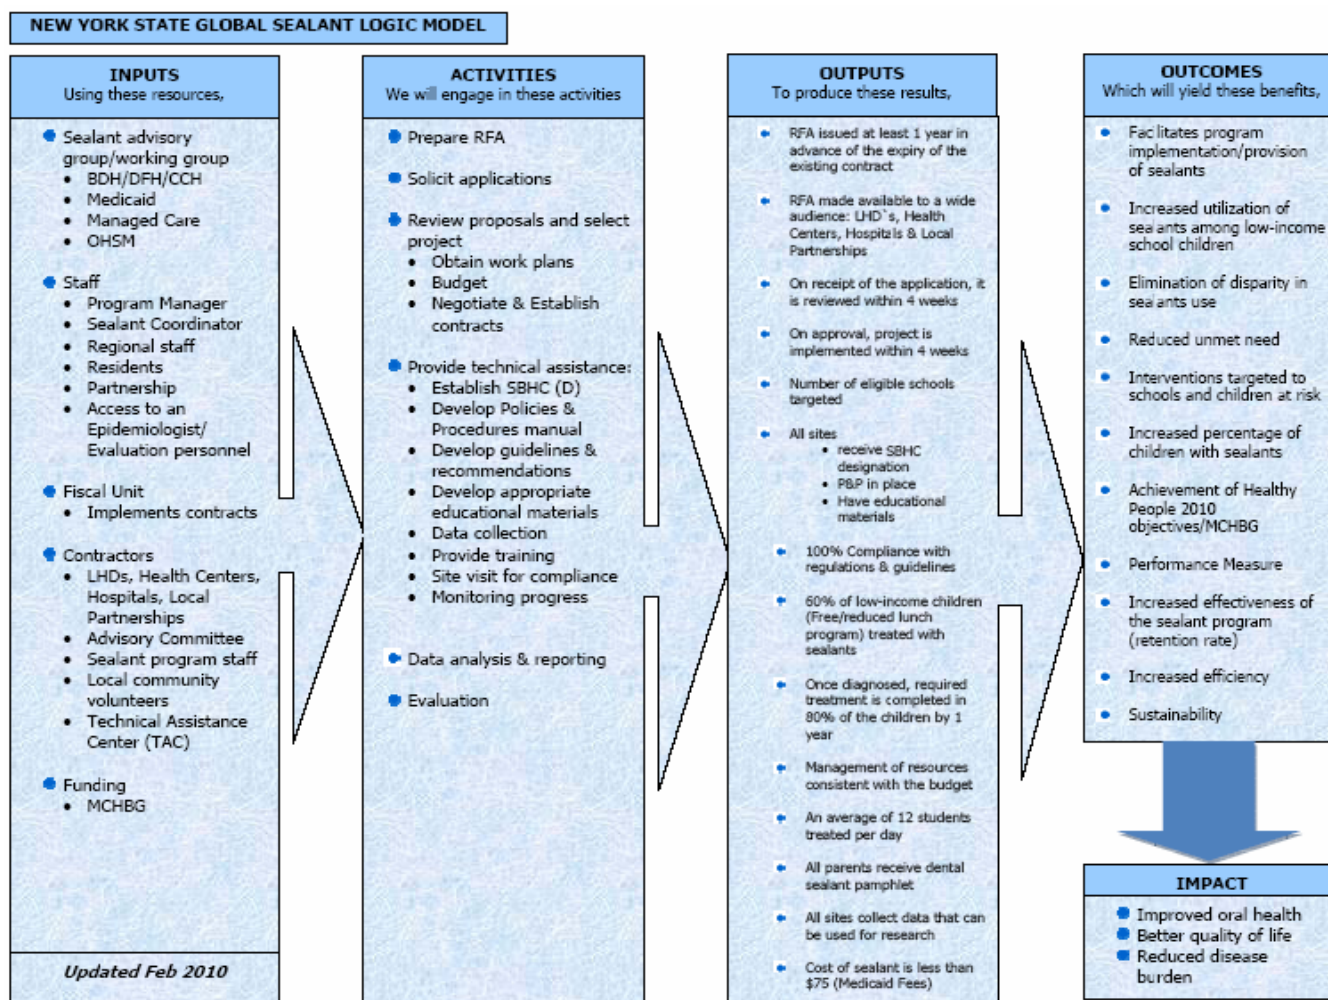 NEW YORK STATE GLOBAL SEALANT LOGIC MODEL
INPUTS
Using these resources,
Sealant advisory
group/working group
BDH/DFH/CCH
Medicaid
Managed Care
OHSM
Staff
Program Manager
Sealant Coordinator
Regional staff
Residents
Partnership
Access to an
Epidemiologist/
Evaluation personnel
Fiscal Unit
Implements contracts
Contractors
LHDs, Health Centers,
Hospitals, Local
Partnerships
Advisory Committee
Sealant program staff
Local community
volunteers
Technical Assistance
Center (TAC)
Funding
MCHBG
Updated Feb 2010
ACTIVITIES
We will engage in these activities
Prepare RFA
Solicit applications
Review proposals and select
project
Obtain work plans
Budget
Negotiate & Establish
contracts
Provide technical assistance:
Establish SBHC (D)
Develop Policies &
Procedures manual
Develop guidelines &
recommendations
Develop appropriate
educational materials
Data collection
Provide training
Site visit for compliance
Monitoring progress
Data analysis & reporting
Evaluation
OUTPUTS
To produce these results,
RFA issued at least 1 year in
advance of the expiry of the
existing contract
RFA made available to a wide
audience: LHD`s, Health
Centers, Hospitals & Local
Partnerships
On receipt of the application, it
is reviewed within 4 weeks
On approval, project is
implemented within 4 weeks
Number of eligible schools
targeted
All sites
receive SBHC
designation
P&P in place
Have educational
materials
100% Compliance with
regulations & guidelines
60% of low-income children
(Free/reduced lunch
program) treated with
sealants
Once diagnosed, required
treatment is completed in
80% of the children by 1
year
Management of resources
consistent with the budget
An average of 12 students
treated per day
All parents receive dental
sealant pamphlet
All sites collect data that can
be used for research
Cost of sealant is less than
$75 (Medicaid Fees)
OUTCOMES
Which will yield these benefits,
Facilitates program
implementation/provision
of sealants
Increased utilization of
sealants among low-income
school children
Elimination of disparity in
sealants use
Reduced unmet need
Interventions targeted to
schools and children at risk
Increased percentage of
children with sealants
Achievement of Healthy
People 2010
objectives/MCHBG
Performance Measure
Increased effectiveness of
the sealant program
(retention rate)
Increased efficiency
Sustainability
IMPACT
Improved oral health
Better quality of life
Reduced disease
burden